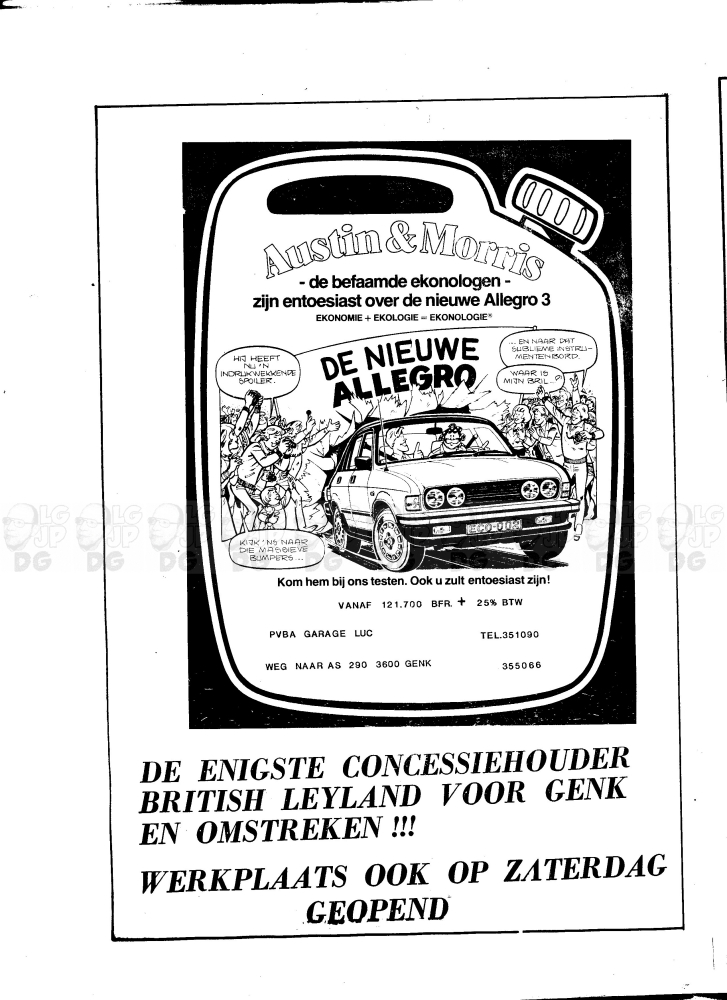 Austin & Morris
- de befaamde ekonologen -
zijn entoesiast over de nieuwe Allegro 3
EKONOMIE + EKOLOGIE = EKONOLOGIE®
HIJ HEEFT
NU 'N
INDRUKWEKKENDE
SPOILER.
DE NIEUWE
ALLEGRO
... EN NAAR DAT
SUBLIEME INSTRU-
MENTENBORD.
WAAR IS
MIJN BRIL...?
ECO-003
KIJK 'NS NAAR
DIE MASSIEVE
BUMPERS...
Kom hem bij ons testen. Ook u zult entoesiast zijn!
VANAF 121.700 BFR. + 25% BTW
PVBA GARAGE LUC TEL.351090
WEG NAAR AS 290 3600 GENK 355066
DE ENIGSTE CONCESSIEHOUDER
BRITISH LEYLAND VOOR GENK
EN OMSTREKEN !!!
WERKPLAATS OOK OP ZATERDAG
GEOPEND